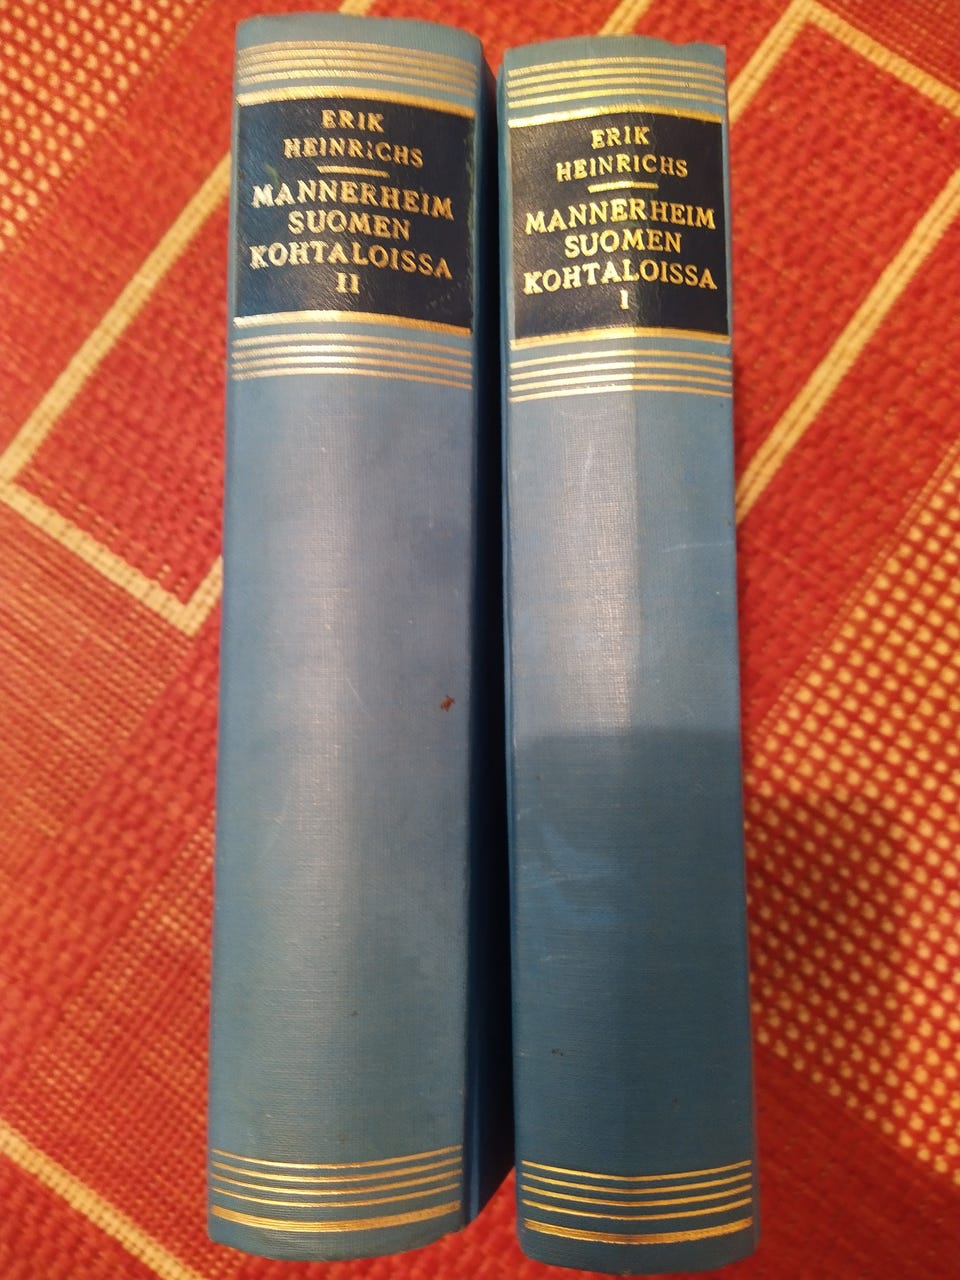 ERIK
HEINRICHS
MANNERHEIM
SUOMEN
KOHTALOISSA
II
ERIK
HEINRICHS
MANNERHEIM
SUOMEN
KOHTALOISSA
I